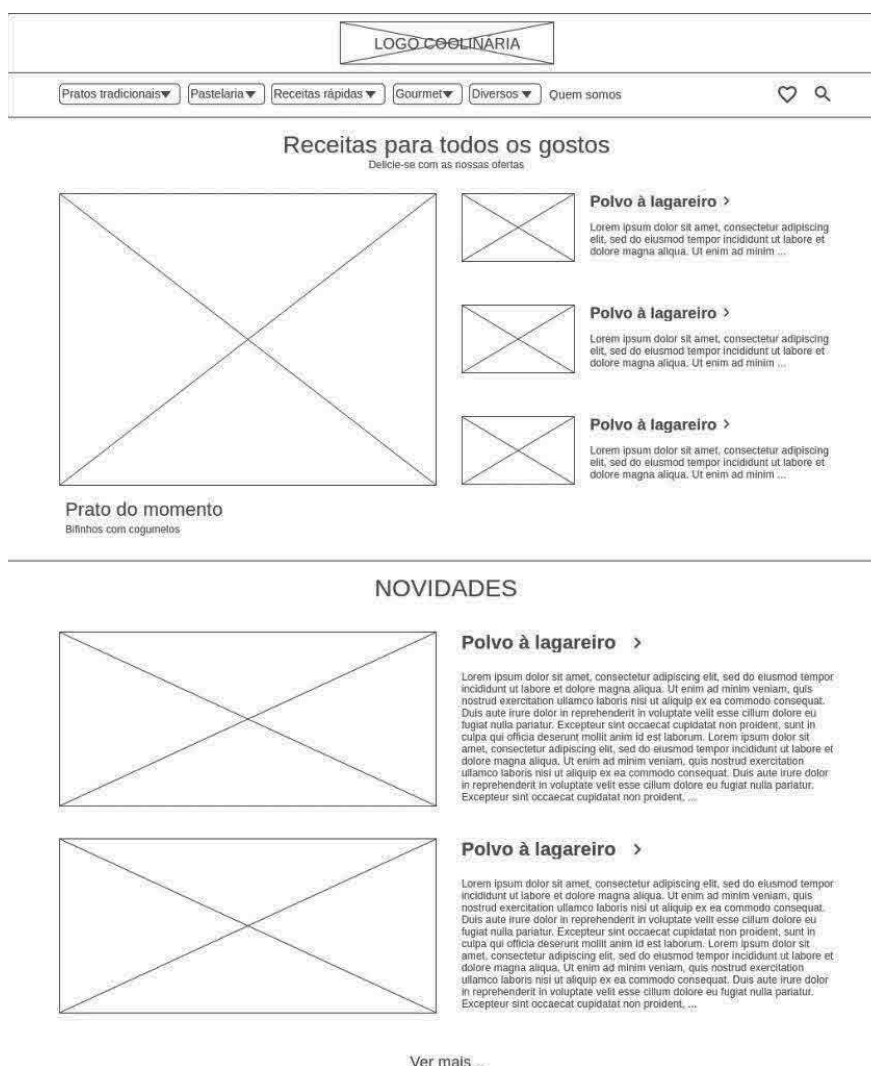 LOGO COOLINARIA
Pratos tradicionais Pastelaria Receitas rápidas Gourmet Diversos Quem somos
Receitas para todos os gostos
Delicie-se com as nossas ofertas
Polvo à lagareiro
Lorem ipsum dolor sit amet, consectetur adipiscing
elit, sed do eiusmod tempor incididunt ut labore et
dolore magna aliqua. Ut enim ad minim ...
Polvo à lagareiro
Lorem ipsum dolor sit amet, consectetur adipiscing
elit, sed do eiusmod tempor incididunt ut labore et
dolore magna aliqua. Ut enim ad minim ...
Polvo à lagareiro
Lorem ipsum dolor sit amet, consectetur adipiscing
elit, sed do eiusmod tempor incididunt ut labore et
dolore magna aliqua. Ut enim ad minim ...
Prato do momento
Bifinhos com cogumelos
NOVIDADES
Polvo à lagareiro
Lorem ipsum dolor sit amet, consectetur adipiscing elit, sed do eiusmod tempor
incididunt ut labore et dolore magna aliqua. Ut enim ad minim veniam, quis
nostrud exercitation ullamco laboris nisi ut aliquip ex ea commodo consequat.
Duis aute irure dolor in reprehenderit in voluptate velit esse cillum dolore eu
fugiat nulla pariatur. Excepteur sint occaecat cupidatat non proident, sunt in
culpa qui officia deserunt mollit anim id est laborum. Lorem ipsum dolor sit
amet, consectetur adipiscing elit, sed do eiusmod tempor incididunt ut labore et
dolore magna aliqua. Ut enim ad minim veniam, quis nostrud exercitation
ullamco laboris nisi ut aliquip ex ea commodo consequat. Duis aute irure dolor
in reprehenderit in voluptate velit esse cillum dolore eu fugiat nulla pariatur.
Excepteur sint occaecat cupidatat non proident, ...
Polvo à lagareiro
Lorem ipsum dolor sit amet, consectetur adipiscing elit, sed do eiusmod tempor
incididunt ut labore et dolore magna aliqua. Ut enim ad minim veniam, quis
nostrud exercitation ullamco laboris nisi ut aliquip ex ea commodo consequat.
Duis aute irure dolor in reprehenderit in voluptate velit esse cillum dolore eu
fugiat nulla pariatur. Excepteur sint occaecat cupidatat non proident, sunt in
culpa qui officia deserunt mollit anim id est laborum. Lorem ipsum dolor sit
amet, consectetur adipiscing elit, sed do eiusmod tempor incididunt ut labore et
dolore magna aliqua. Ut enim ad minim veniam, quis nostrud exercitation
ullamco laboris nisi ut aliquip ex ea commodo consequat. Duis aute irure dolor
in reprehenderit in voluptate velit esse cillum dolore eu fugiat nulla pariatur.
Excepteur sint occaecat cupidatat non proident, ...
Ver mais...